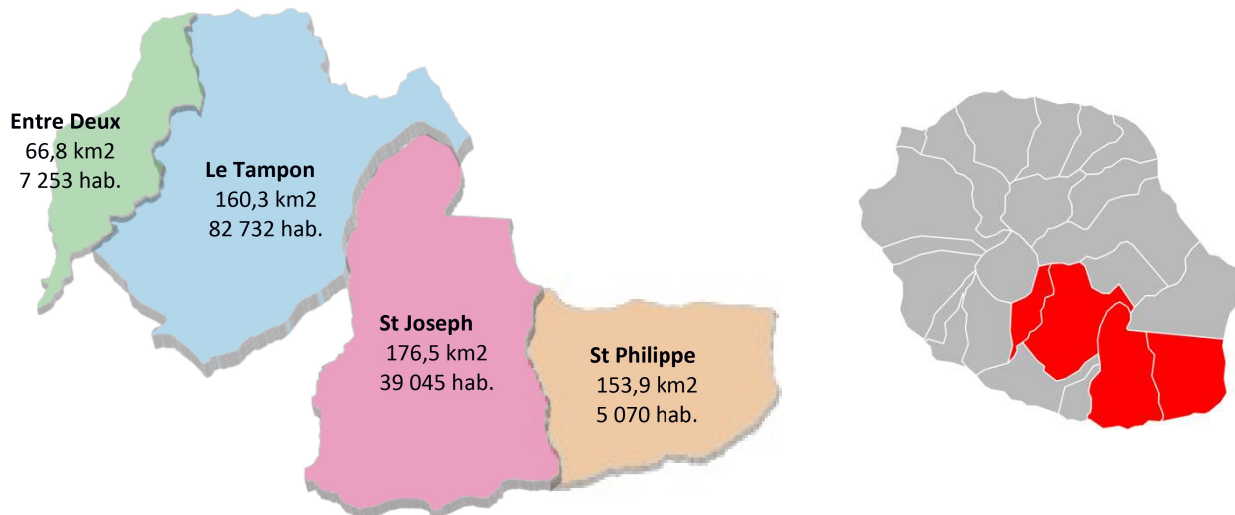 Entre Deux
66,8 km2
7 253 hab.
Le Tampon
160,3 km2
82 732 hab.
St Joseph
176,5 km2
39 045 hab.
St Philippe
153,9 km2
5 070 hab.